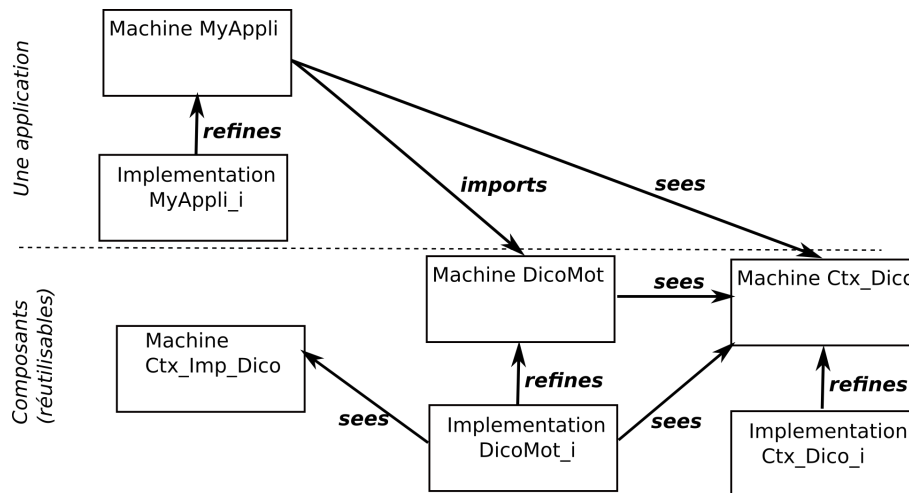 Une application
Machine MyAppli
refines
Implementation
MyAppli_i
imports
sees
Composants
(réutilisables)
Machine DicoMot
sees
Machine Ctx_Dico
Machine
Ctx_Imp_Dico
refines
refines
sees
sees
Implementation
DicoMot_i
Implementation
Ctx_Dico_i